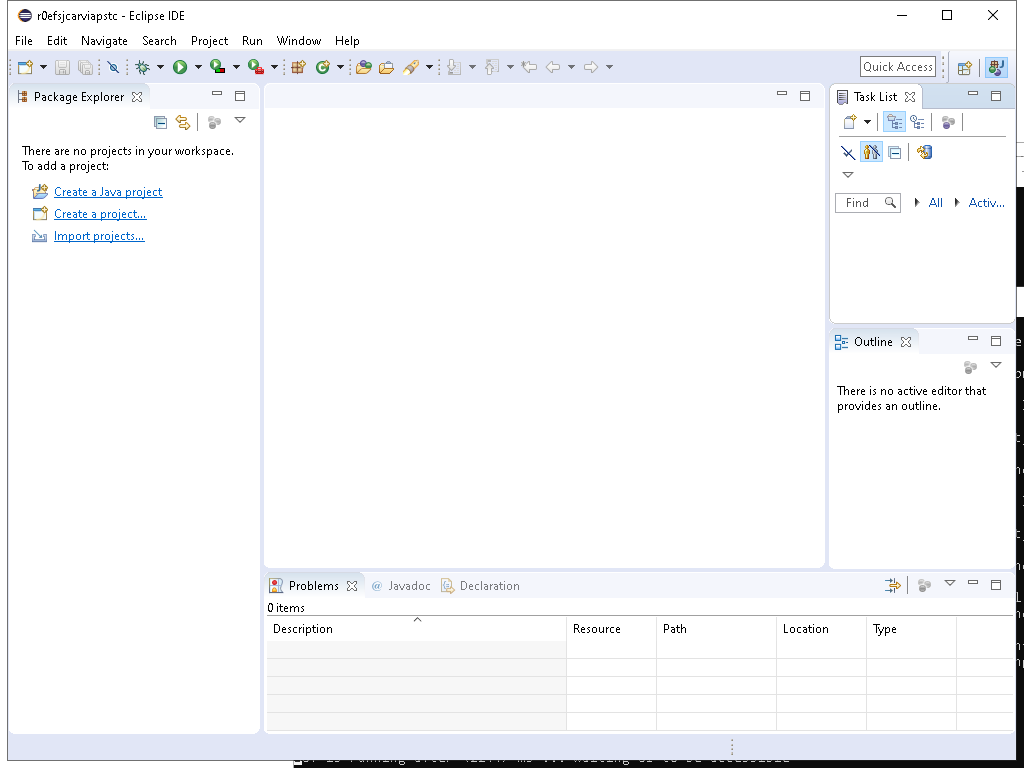 r0efsjcarviapstc - Eclipse IDE
File Edit Navigate Search Project Run Window Help
Quick Access
Package Explorer
There are no projects in your workspace.
To add a project:
Create a Java project
Create a project...
Import projects...
Task List
Find
All
Activ...
Outline
There is no active editor that
provides an outline.
Problems
@ Javadoc
Declaration
0 items
Description Resource Path Location Type